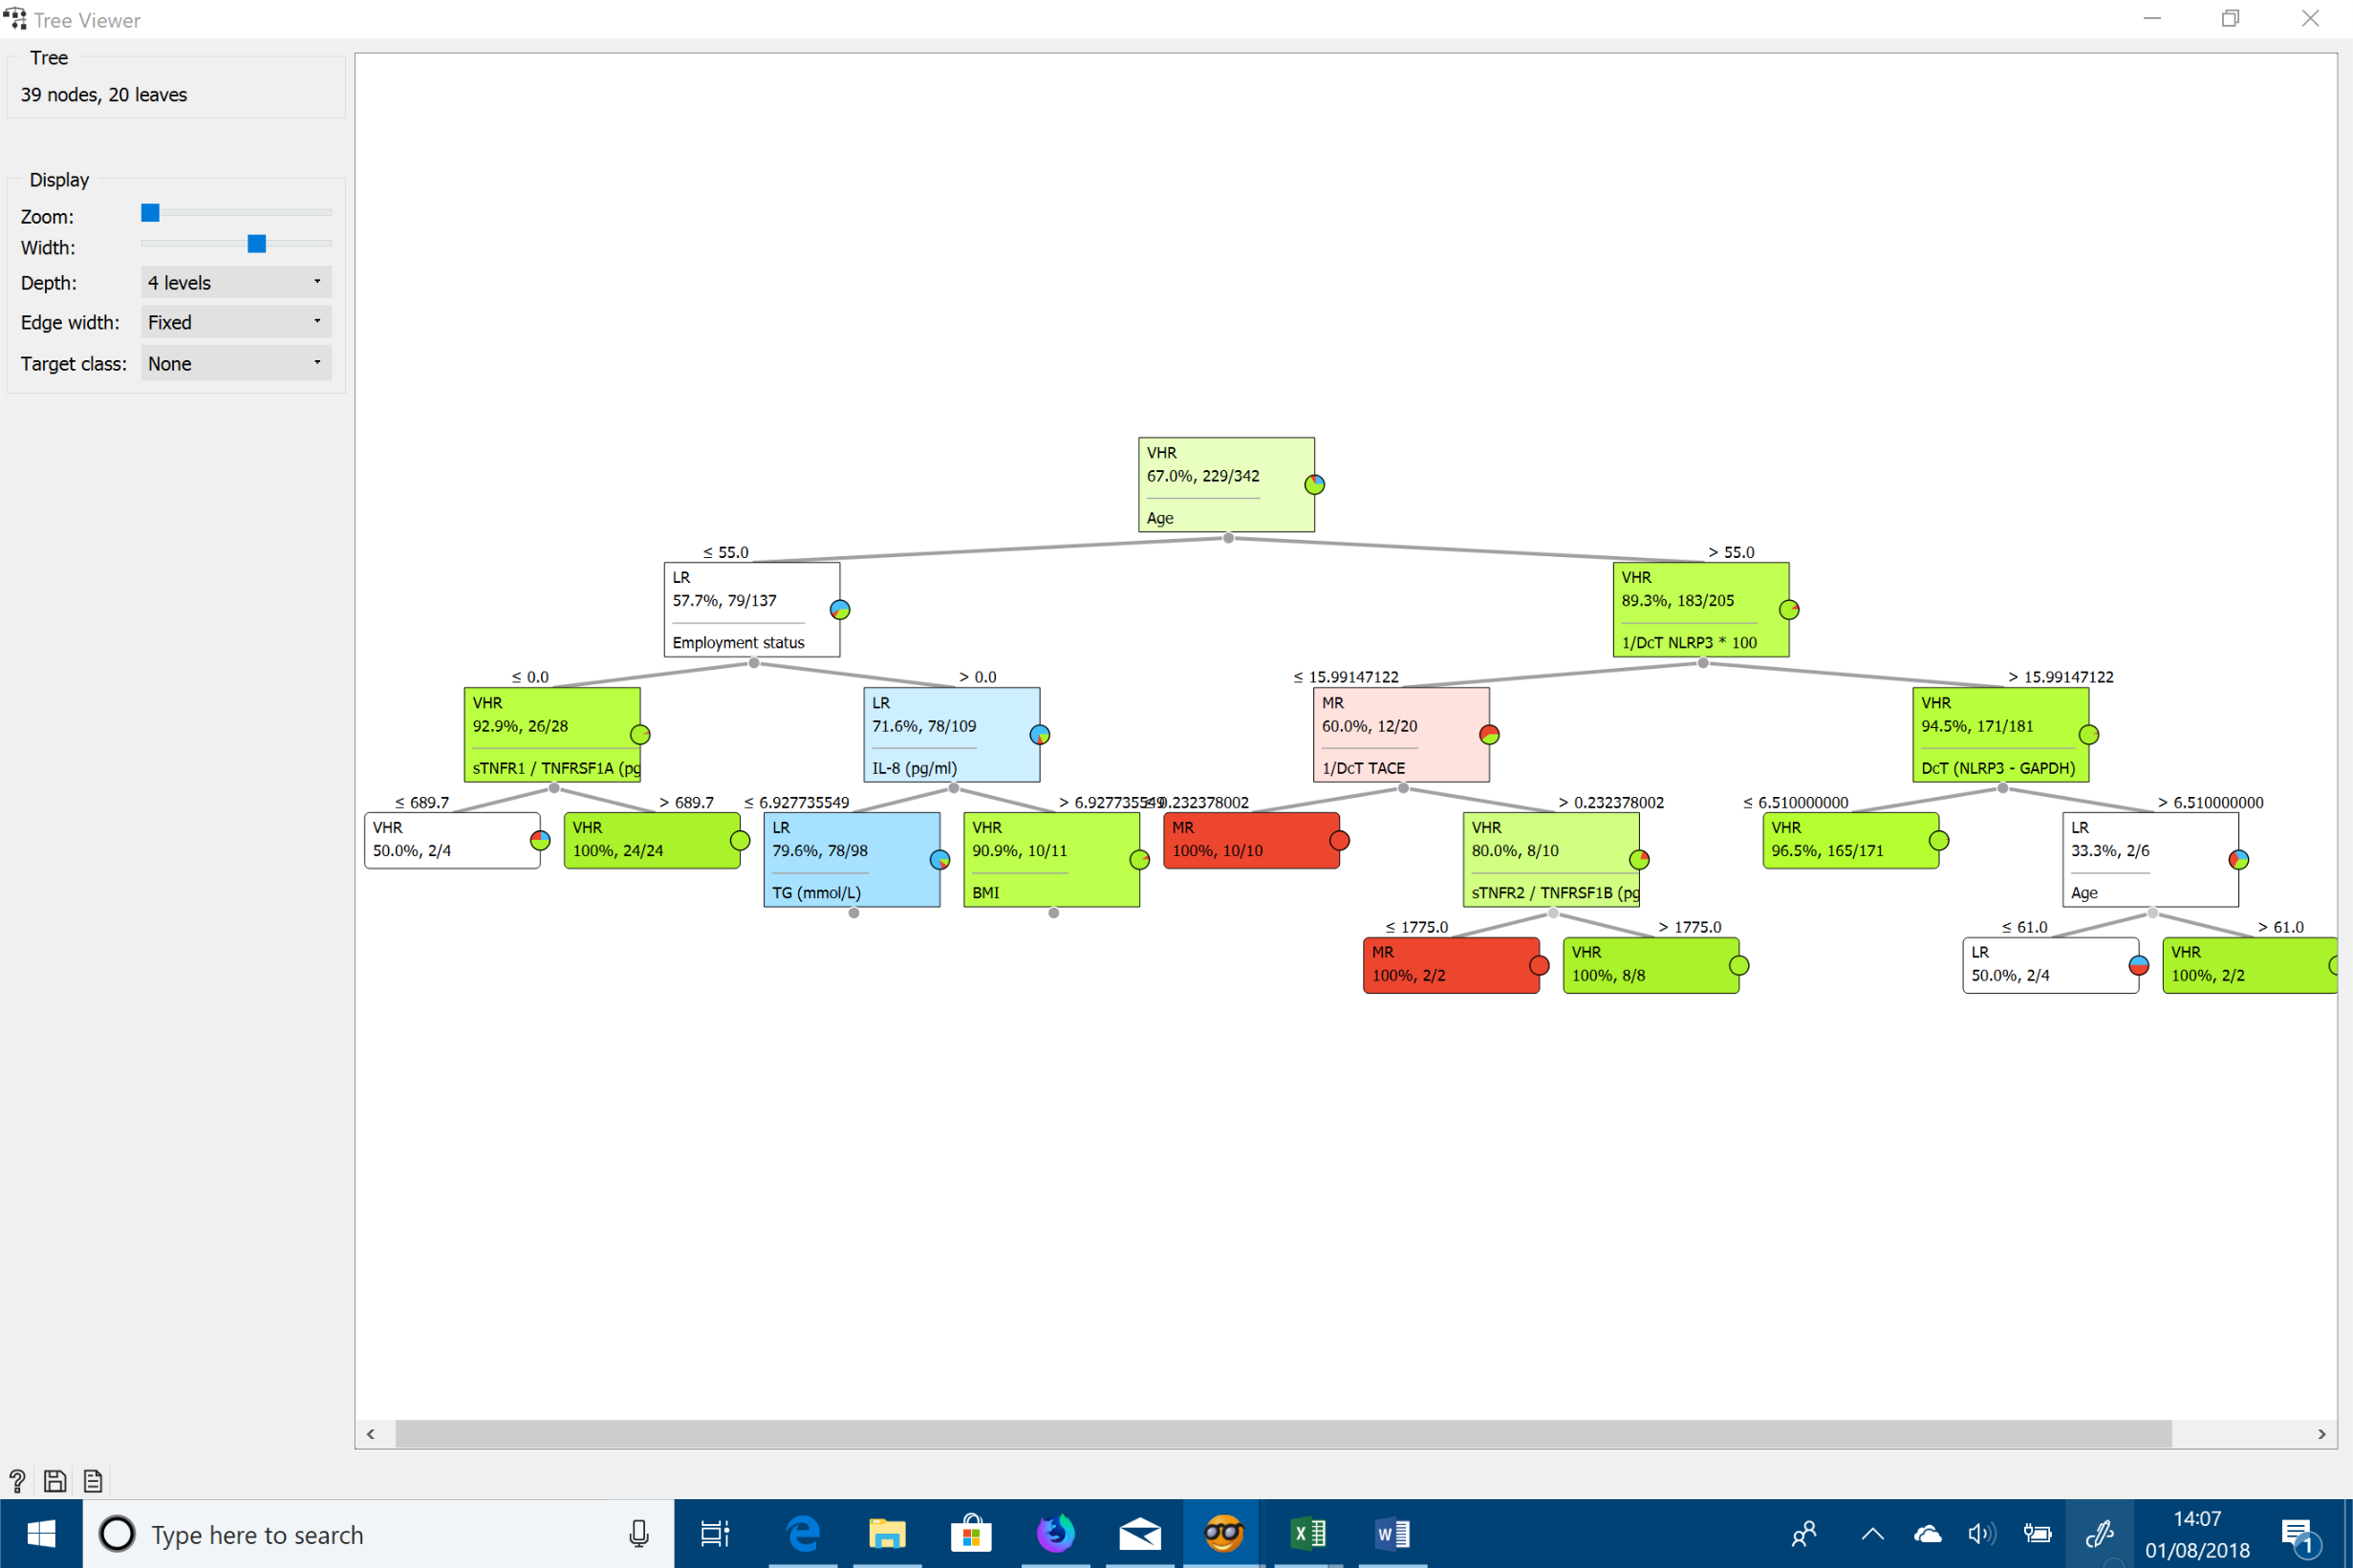 Tree Viewer
Tree
39 nodes, 20 leaves
Display
Zoom:
Width:
Depth: 4 levels
Edge width: Fixed
Target class: None
VHR
67.0%, 229/342
Age
≤ 55.0
> 55.0
LR
57.7%, 79/137
Employment status
VHR
89.3%, 183/205
1/DcT NLRP3 * 100
≤ 0.0
> 0.0
≤ 15.99147122
> 15.99147122
VHR
92.9%, 26/28
sTNFR1 / TNFRSF1A (pg
LR
71.6%, 78/109
IL-8 (pg/ml)
MR
60.0%, 12/20
1/DcT TACE
VHR
94.5%, 171/181
DcT (NLRP3 - GAPDH)
≤ 689.7
> 689.7
≤ 6.927735549
> 6.927735549
≤ 0.232378002
> 0.232378002
≤ 6.510000000
> 6.510000000
VHR
50.0%, 2/4
VHR
100%, 24/24
LR
79.6%, 78/98
TG (mmol/L)
VHR
90.9%, 10/11
BMI
MR
100%, 10/10
VHR
80.0%, 8/10
sTNFR2 / TNFRSF1B (pg
VHR
96.5%, 165/171
LR
33.3%, 2/6
Age
≤ 1775.0
> 1775.0
≤ 61.0
> 61.0
MR
100%, 2/2
VHR
100%, 8/8
LR
50.0%, 2/4
VHR
100%, 2/2
Type here to search
14:07
01/08/2018
1